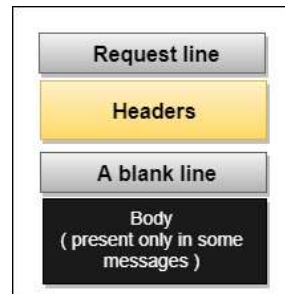 Request line
Headers
A blank line
Body
( present only in some
messages )